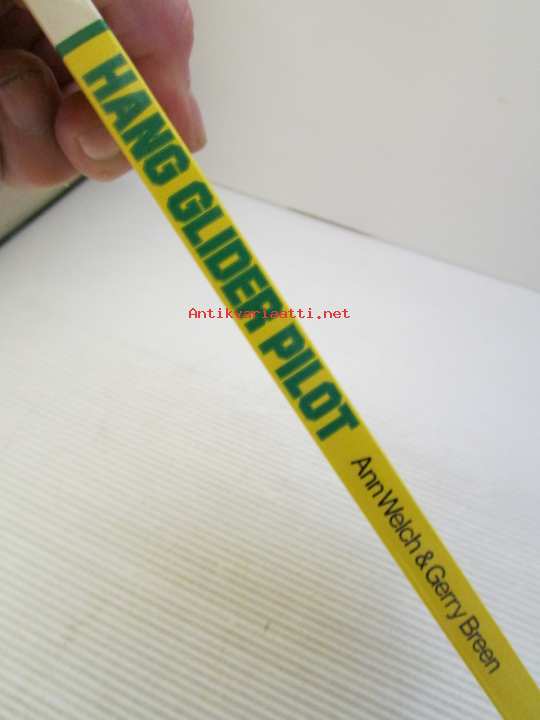 HANG GLIDER PILOT
Ann Welch & Gerry Breen
Antikvariaatti.net